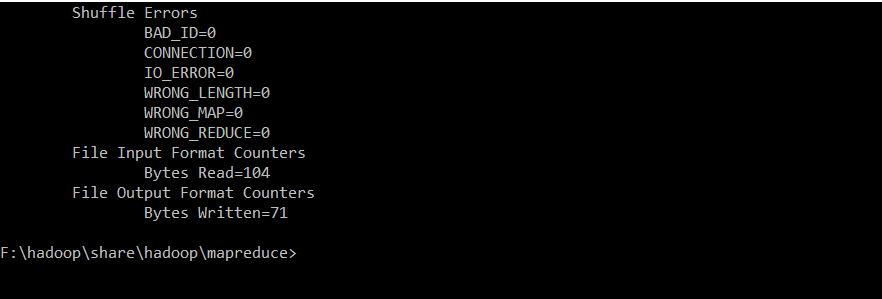 Shuffle Errors
BAD_ID=0
CONNECTION=0
IO_ERROR=0
WRONG_LENGTH=0
WRONG_MAP=0
WRONG_REDUCE=0
File Input Format Counters
Bytes Read=104
File Output Format Counters
Bytes Written=71
F:\hadoop\share\hadoop\mapreduce>